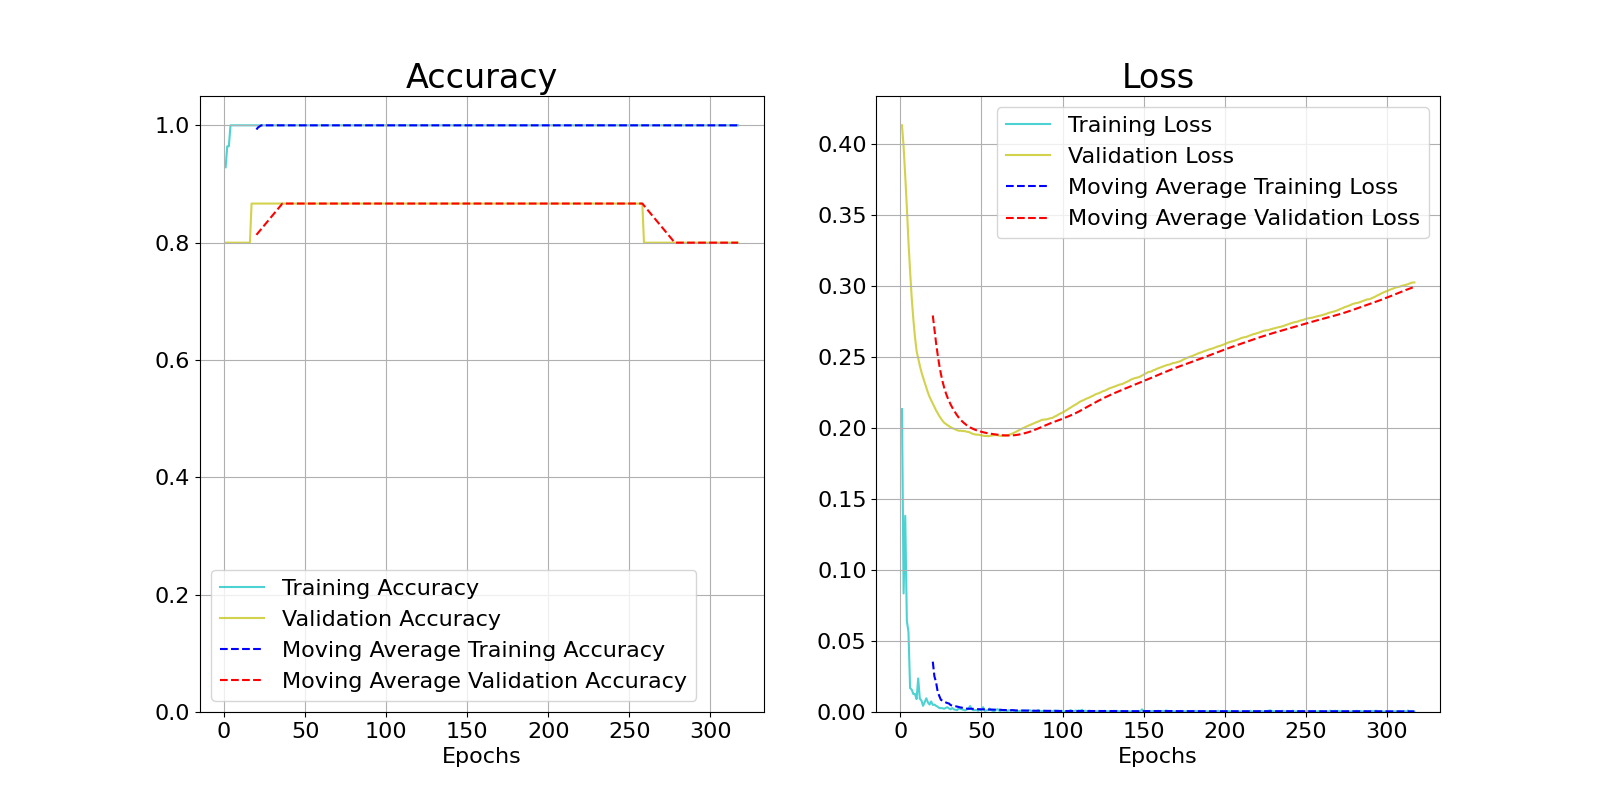 Accuracy
1.0
0.8
0.6
0.4
0.2
0.0
Training Accuracy
Validation Accuracy
Moving Average Training Accuracy
Moving Average Validation Accuracy
0 50 100 150 200 250 300
Epochs
Loss
0.40
0.35
0.30
0.25
0.20
0.15
0.10
0.05
0.00
Training Loss
Validation Loss
Moving Average Training Loss
Moving Average Validation Loss
0 50 100 150 200 250 300
Epochs